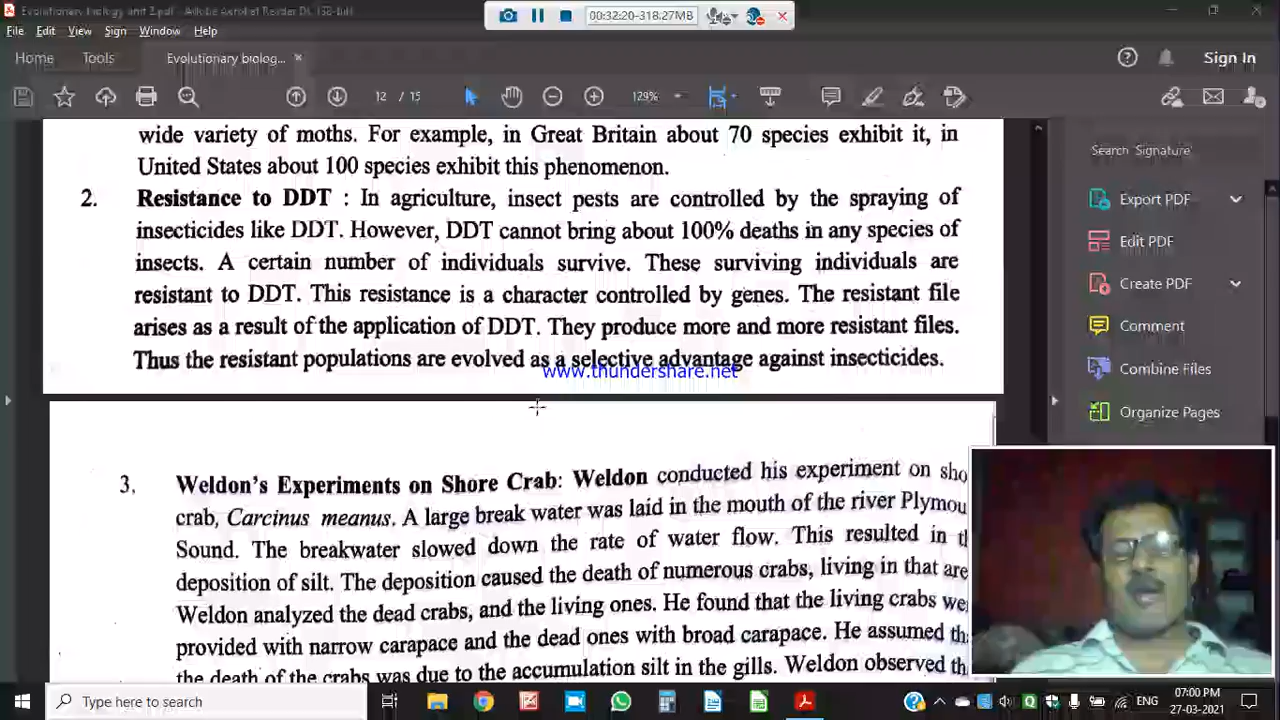 Evolutionary biology unit 2.pdf - Adobe Acrobat Reader DC (32-bit)
00:32:20-318.27MB
File Edit View Sign Window Help
Home Tools Evolutionary biolog... × Sign In
12 / 15 129%
wide variety of moths. For example, in Great Britain about 70 species exhibit it, in
United States about 100 species exhibit this phenomenon.
2. Resistance to DDT : In agriculture, insect pests are controlled by the spraying of
insecticides like DDT. However, DDT cannot bring about 100% deaths in any species of
insects. A certain number of individuals survive. These surviving individuals are
resistant to DDT. This resistance is a character controlled by genes. The resistant file
arises as a result of the application of DDT. They produce more and more resistant files.
Thus the resistant populations are evolved as a selective advantage against insecticides.
www.thundershare.net
3. Weldon's Experiments on Shore Crab: Weldon conducted his experiment on sho
crab, Carcinus meanus. A large break water was laid in the mouth of the river Plymou
Sound. The breakwater slowed down the rate of water flow. This resulted in t
deposition of silt. The deposition caused the death of numerous crabs, living in that are
Weldon analyzed the dead crabs, and the living ones. He found that the living crabs we
provided with narrow carapace and the dead ones with broad carapace. He assumed th
the death of the crabs was due to the accumulation silt in the gills. Weldon observed th
Search 'Signature'
Export PDF
Edit PDF
Create PDF
Comment
Combine Files
Organize Pages
Type here to search
ENG
07:00 PM
27-03-2021